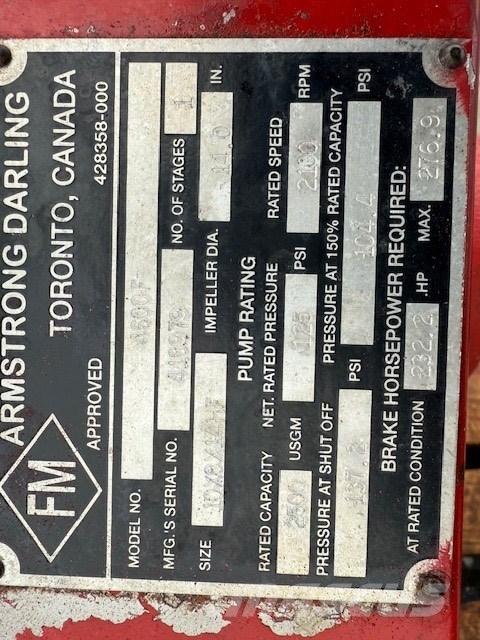 ARMSTRONG DARLING
TORONTO, CANADA
FM
APPROVED
428358-000
MODEL NO. 4600F
MFG.'S SERIAL NO. NO. OF STAGES 1
SIZE IMPELLER DIA. IN.
PUMP RATING
RATED CAPACITY 2500 USGM NET. RATED PRESSURE 125 PSI RATED SPEED 2100 RPM
PRESSURE AT SHUT OFF PSI PRESSURE AT 150% RATED CAPACITY 104.4 PSI
BRAKE HORSEPOWER REQUIRED:
AT RATED CONDITION 232.2 .HP MAX. 276.9